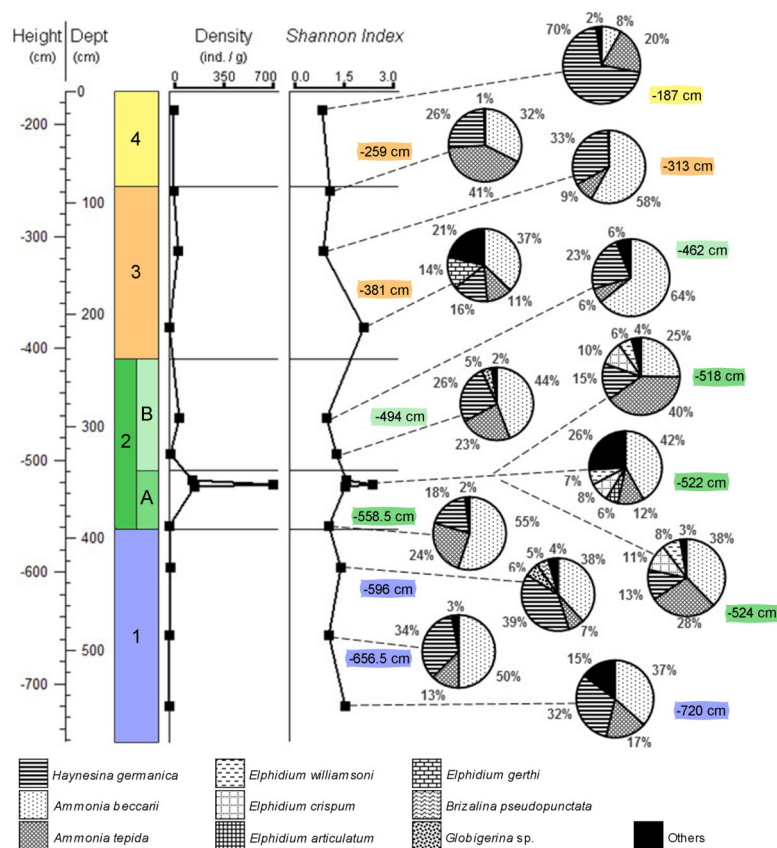 Height Dept Density Shannon Index
(cm) (cm) (ind. / g)
0 350 700 0 1.5 3.0
0
-200
100
-300
200
-400
300
-500
400
-600
500
-700
4
3
2
B
A
1
70% 2% 8% 20%
-187 cm
1% 26% 32% 41%
-259 cm
33% 9% 58%
-313 cm
21% 37% 14% 16% 11%
-381 cm
6% 23% 6% 64%
-462 cm
5% 2% 26% 44% 23%
-494 cm
6% 4% 25% 10% 15% 40%
-518 cm
26% 42% 7% 8% 6% 12%
-522 cm
8% 3% 38% 11% 13% 28%
-524 cm
18% 2% 55% 24%
-558.5 cm
5% 4% 38% 6% 39% 7%
-596 cm
3% 34% 50% 13%
-656.5 cm
15% 37% 32% 17%
-720 cm
Haynesina germanica Elphidium williamsoni Elphidium gerthi
Ammonia beccarii Elphidium crispum Brizalina pseudopunctata
Ammonia tepida Elphidium articulatum Globigerina sp. Others